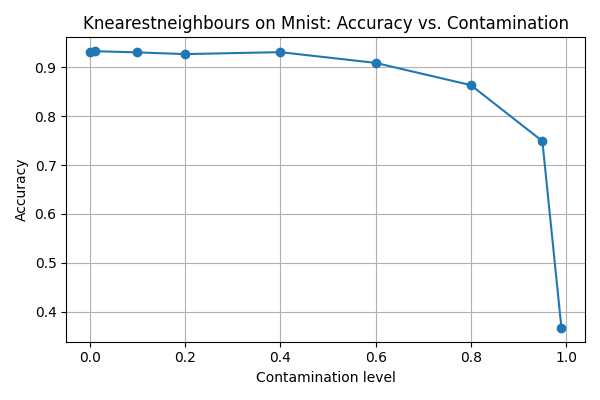 Knearestneighbours on Mnist: Accuracy vs. Contamination
Accuracy
0.9
0.8
0.7
0.6
0.5
0.4
0.0 0.2 0.4 0.6 0.8 1.0
Contamination level